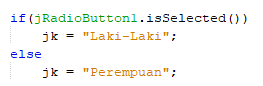 if(jRadioButton1.isSelected())
jk = "Laki-Laki";
else
jk = "Perempuan";